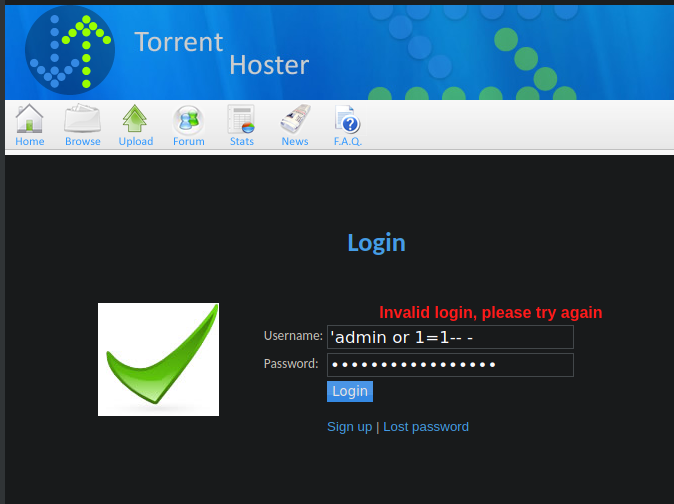 Torrent
Hoster
Home Browse Upload Forum Stats News F.A.Q.
Login
Invalid login, please try again
Username: 'admin or 1=1-- -
Password: •••••••••••••••••
Login
Sign up | Lost password